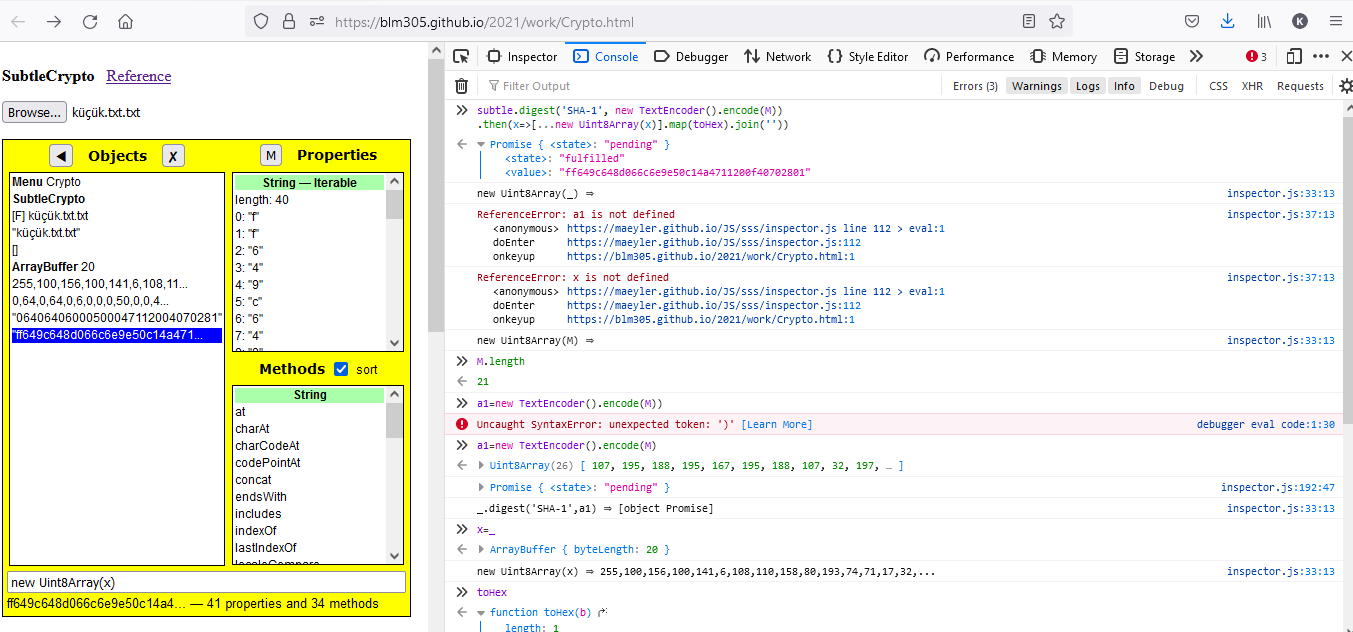 https://blm305.github.io/2021/work/Crypto.html
K
SubtleCrypto Reference
Browse... küçük.txt.txt
◀ Objects ✗ M Properties
Menu Crypto
SubtleCrypto
[F] küçük.txt.txt
"küçük.txt.txt"
[]
ArrayBuffer 20
255,100,156,100,141,6,108,11...
0,64,0,64,0,6,0,0,0,50,0,0,4...
"0640640600050004711200407​0281"
"ff649c648d066c6e9e50c14a471...
String — Iterable
length: 40
0: "f"
1: "f"
2: "6"
3: "4"
4: "9"
5: "c"
6: "6"
7: "4"
Methods sort
String
at
charAt
charCodeAt
codePointAt
concat
endsWith
includes
indexOf
lastIndexOf
localeCompare
new Uint8Array(x)
ff649c648d066c6e9e50c14a4... — 41 properties and 34 methods
Inspector Console Debugger Network Style Editor Performance Memory Storage 3
Filter Output Errors (3) Warnings Logs Info Debug CSS XHR Requests
subtle.digest('SHA-1', new TextEncoder().encode(M))
.then(x=>[...new Uint8Array(x)].map(toHex).join(''))
Promise { <state>: "pending" }
<state>: "fulfilled"
<value>: "ff649c648d066c6e9e50c14a4711200f40702801"
new Uint8Array(_) ⇒ inspector.js:33:13
ReferenceError: a1 is not defined inspector.js:37:13
<anonymous> https://maeyler.github.io/JS/sss/inspector.js line 112 > eval:1
doEnter https://maeyler.github.io/JS/sss/inspector.js:112
onkeyup https://blm305.github.io/2021/work/Crypto.html:1
ReferenceError: x is not defined inspector.js:37:13
<anonymous> https://maeyler.github.io/JS/sss/inspector.js line 112 > eval:1
doEnter https://maeyler.github.io/JS/sss/inspector.js:112
onkeyup https://blm305.github.io/2021/work/Crypto.html:1
new Uint8Array(M) ⇒ inspector.js:33:13
M.length
21
a1=new TextEncoder().encode(M))
Uncaught SyntaxError: unexpected token: ')' [Learn More] debugger eval code:1:30
a1=new TextEncoder().encode(M)
Uint8Array(26) [ 107, 195, 188, 195, 167, 195, 188, 107, 32, 197, … ]
Promise { <state>: "pending" } inspector.js:192:47
_.digest('SHA-1',a1) ⇒ [object Promise] inspector.js:33:13
x=_
ArrayBuffer { byteLength: 20 }
new Uint8Array(x) ⇒ 255,100,156,100,141,6,108,110,158,80,193,74,71,17,32,... inspector.js:33:13
toHex
function toHex(b)
length: 1